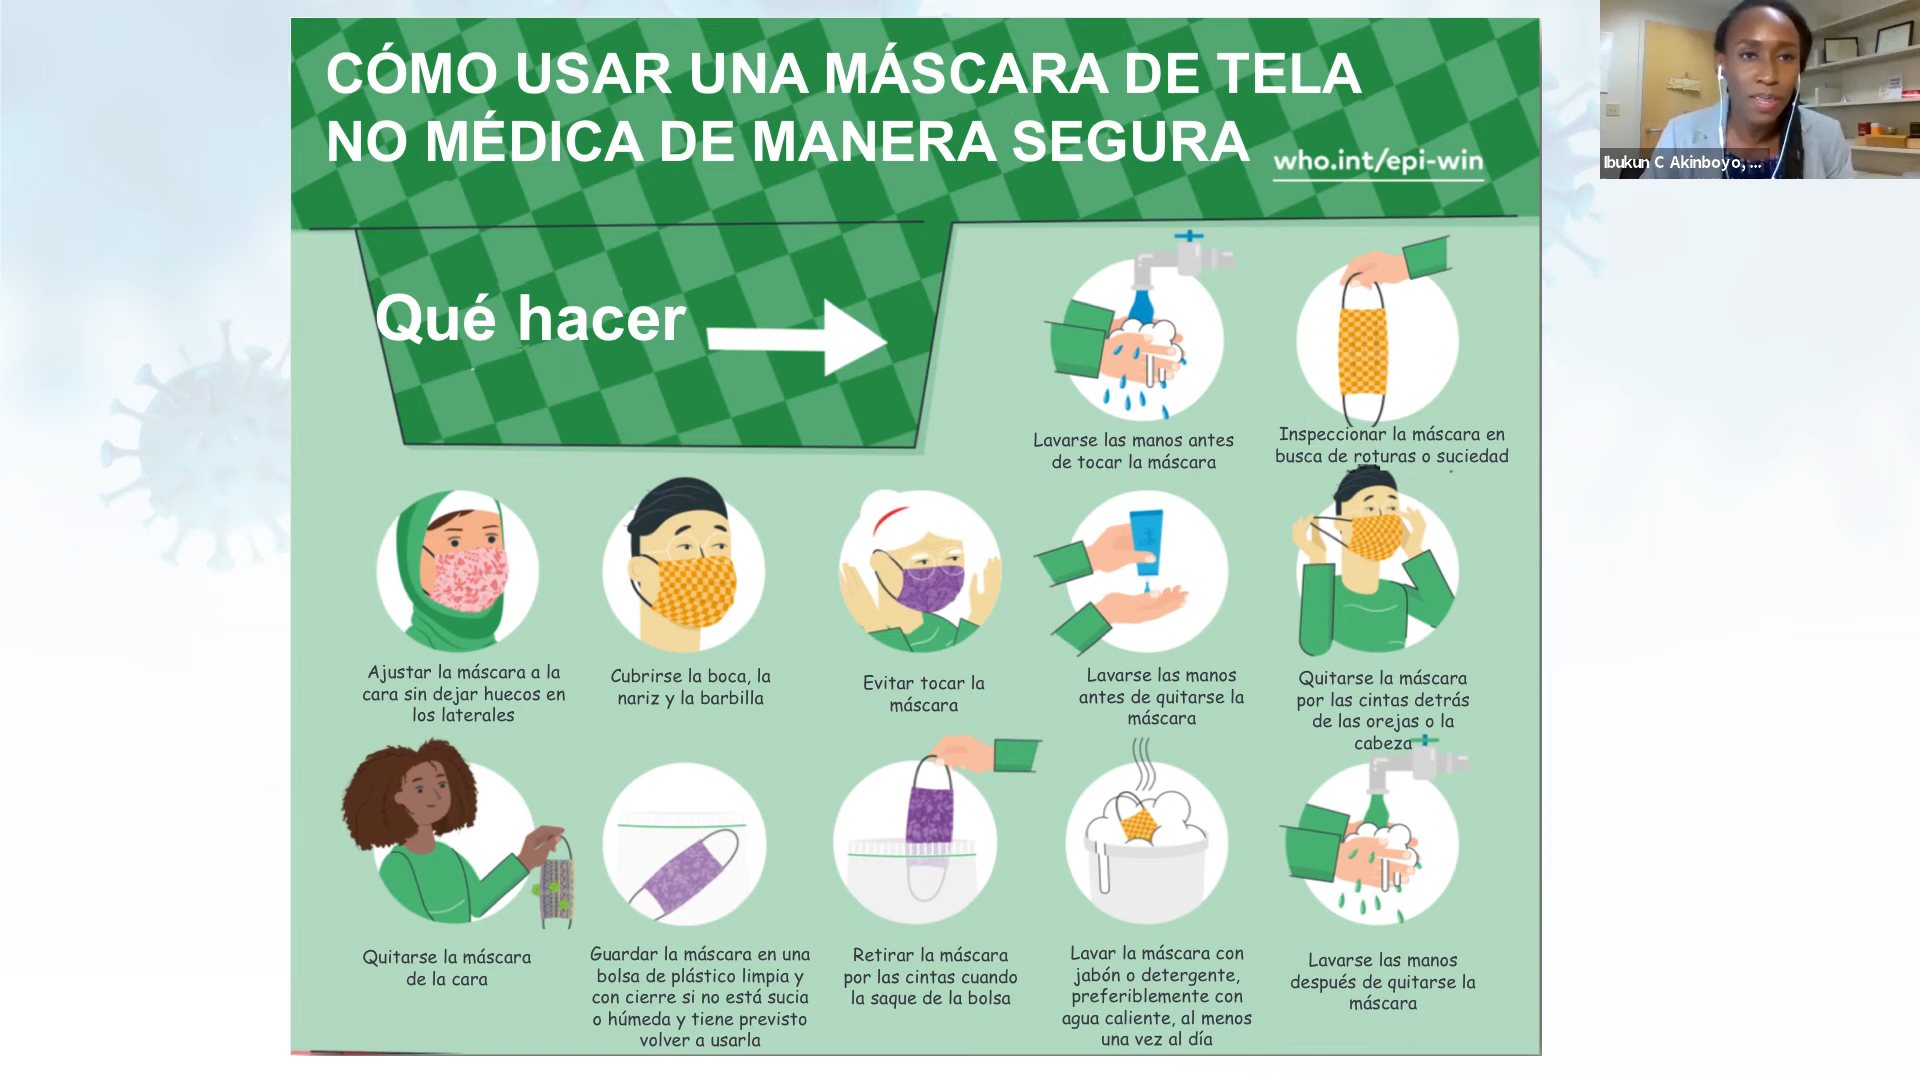 CÓMO USAR UNA MÁSCARA DE TELA
NO MÉDICA DE MANERA SEGURA
who.int/epi-win
Ibukun C Akinboyo, ...
Qué hacer
Lavarse las manos antes
de tocar la máscara
Inspeccionar la máscara en
busca de roturas o suciedad
Ajustar la máscara a la
cara sin dejar huecos en
los laterales
Cubrirse la boca, la
nariz y la barbilla
Evitar tocar la
máscara
Lavarse las manos
antes de quitarse la
máscara
Quitarse la máscara
por las cintas detrás
de las orejas o la
cabeza
Quitarse la máscara
de la cara
Guardar la máscara en una
bolsa de plástico limpia y
con cierre si no está sucia
o húmeda y tiene previsto
volver a usarla
Retirar la máscara
por las cintas cuando
la saque de la bolsa
Lavar la máscara con
jabón o detergente,
preferiblemente con
agua caliente, al menos
una vez al día
Lavarse las manos
después de quitarse la
máscara